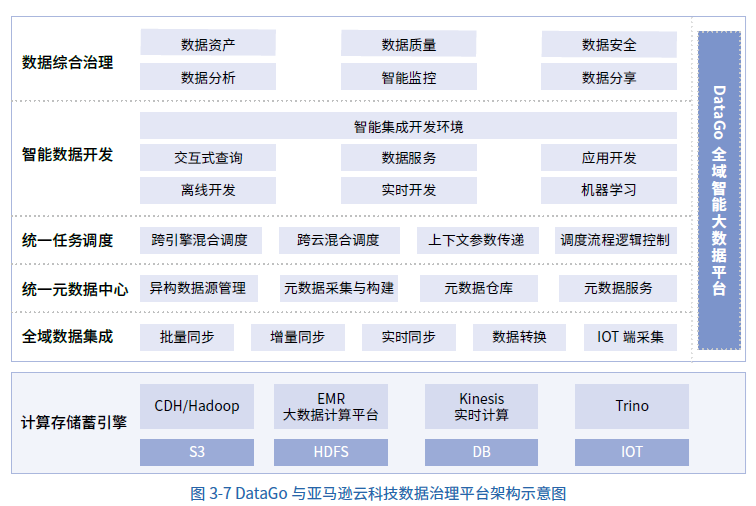 数据综合治理
数据资产
数据质量
数据安全
数据分析
智能监控
数据分享
智能数据开发
智能集成开发环境
交互式查询
数据服务
应用开发
离线开发
实时开发
机器学习
统一任务调度
跨引擎混合调度
跨云混合调度
上下文参数传递
调度流程逻辑控制
统一元数据中心
异构数据源管理
元数据采集与构建
元数据仓库
元数据服务
全域数据集成
批量同步
增量同步
实时同步
数据转换
IOT 端采集
DataGo 全域智能大数据平台
计算存储蓄引擎
CDH/Hadoop
EMR
大数据计算平台
Kinesis
实时计算
Trino
S3
HDFS
DB
IOT
图 3-7 DataGo 与亚马逊云科技数据治理平台架构示意图